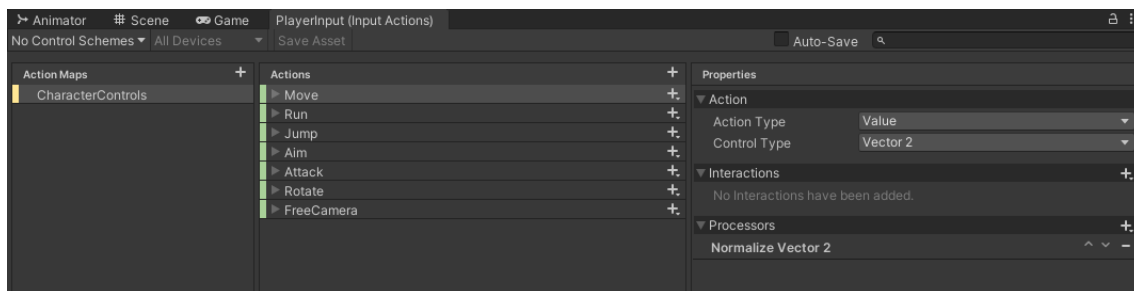 Animator Scene Game PlayerInput (Input Actions)
No Control Schemes All Devices Save Asset Auto-Save
Action Maps + Actions + Properties
CharacterControls
Move
Run
Jump
Aim
Attack
Rotate
FreeCamera
Action
Action Type Value
Control Type Vector 2
Interactions
No Interactions have been added.
Processors
Normalize Vector 2